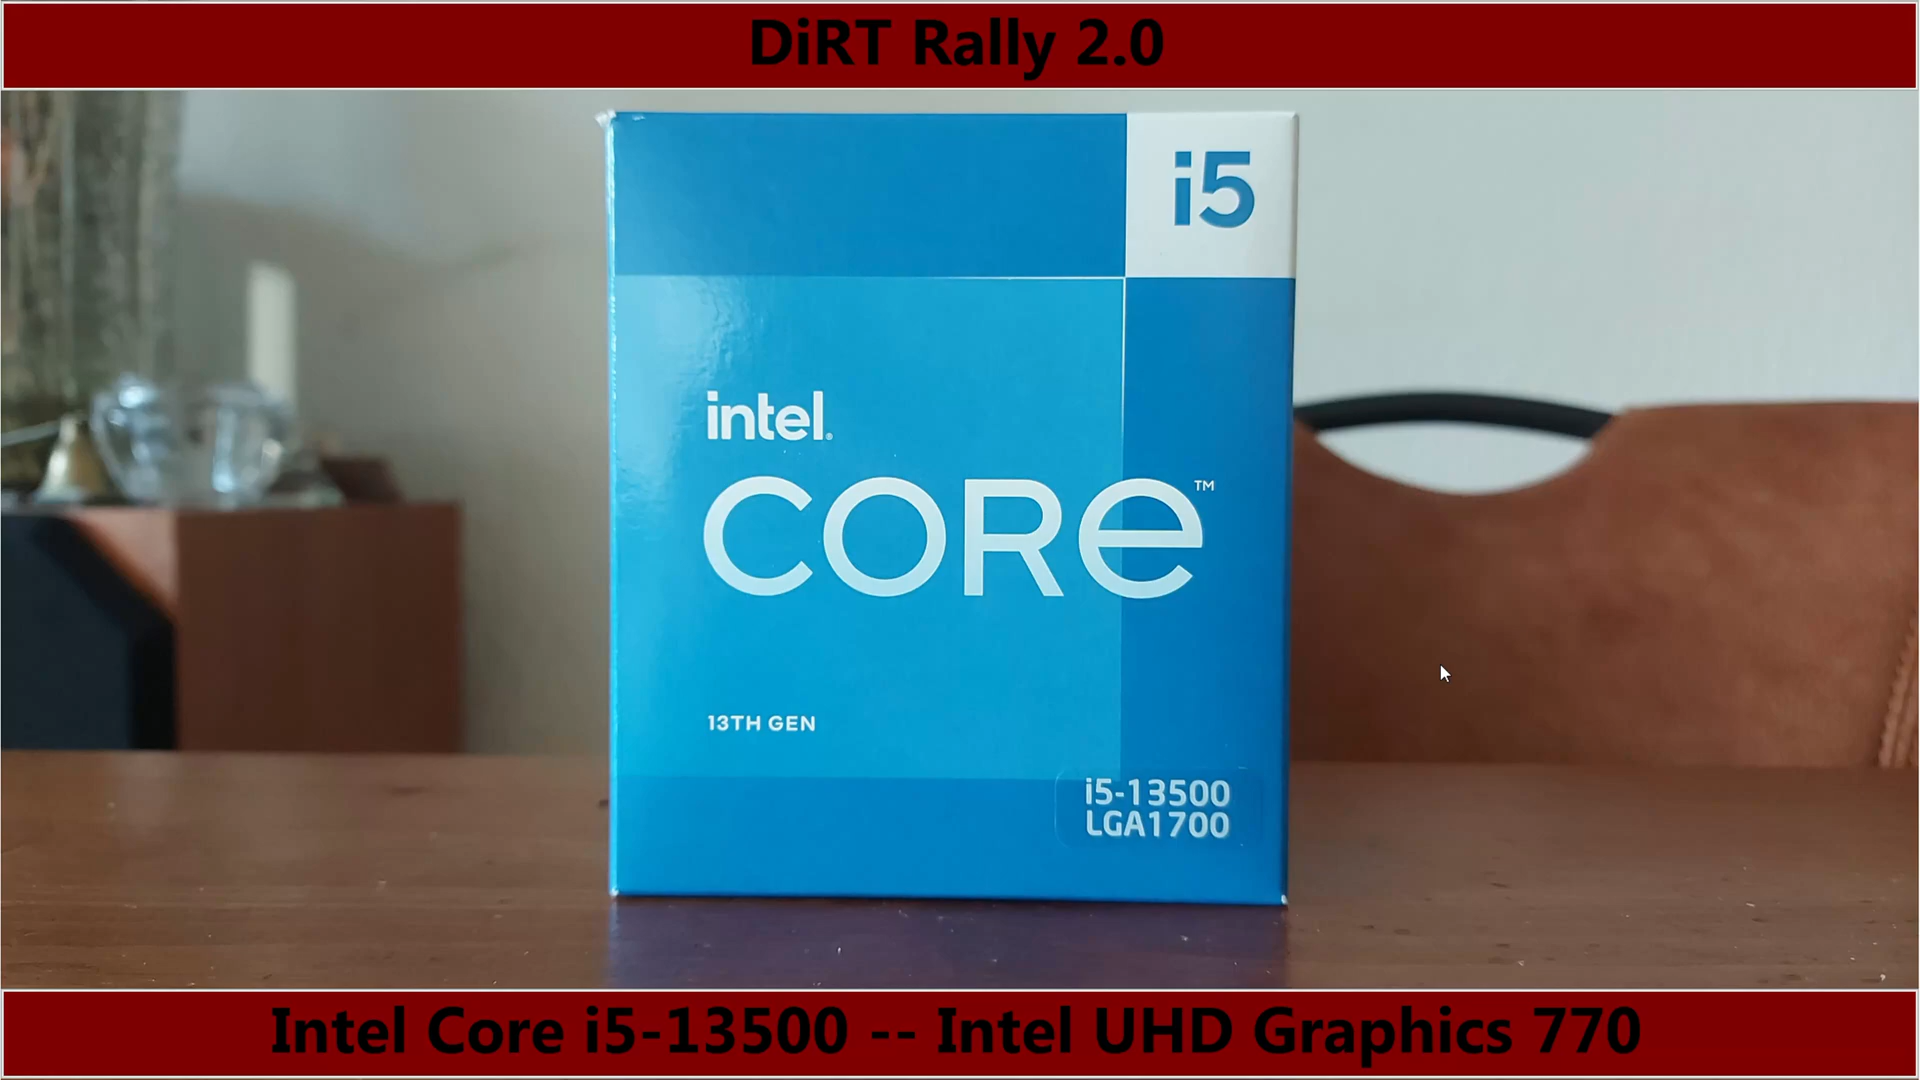 DiRT Rally 2.0
i5
intel®
CORe™
13TH GEN
i5-13500
LGA1700
Intel Core i5-13500 -- Intel UHD Graphics 770